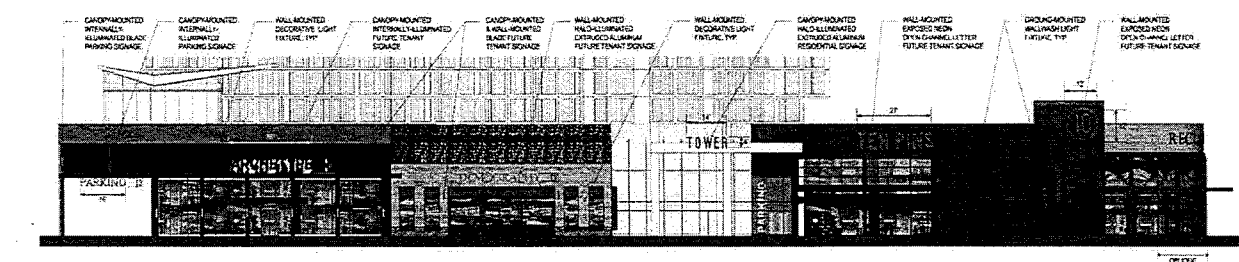 CANOPY-MOUNTED
INTERNALLY-
ILLUMINATED BLADE
PARKING SIGNAGE
CANOPY-MOUNTED
INTERNALLY-
ILLUMINATED
PARKING SIGNAGE
WALL-MOUNTED
DECORATIVE LIGHT
FIXTURE, TYP.
CANOPY-MOUNTED
INTERNALLY-ILLUMINATED
FUTURE TENANT
SIGNAGE
CANOPY-MOUNTED
& WALL-MOUNTED
BLADE FUTURE
TENANT SIGNAGE
WALL-MOUNTED
HALO-ILLUMINATED
EXTRUDED ALUMINUM
FUTURE TENANT SIGNAGE
WALL-MOUNTED
DECORATIVE LIGHT
FIXTURE, TYP.
CANOPY-MOUNTED
HALO-ILLUMINATED
EXTRUDED ALUMINUM
RESIDENTIAL SIGNAGE
WALL-MOUNTED
EXPOSED NEON
OPEN CHANNEL LETTER
FUTURE TENANT SIGNAGE
GROUND-MOUNTED
WALLWASH LIGHT
FIXTURE, TYP.
WALL-MOUNTED
EXPOSED NEON
OPEN CHANNEL LETTER
FUTURE TENANT SIGNAGE
ARCHETYPE
PARKING
TOWER
PARKING
TEN PINS
10
REC